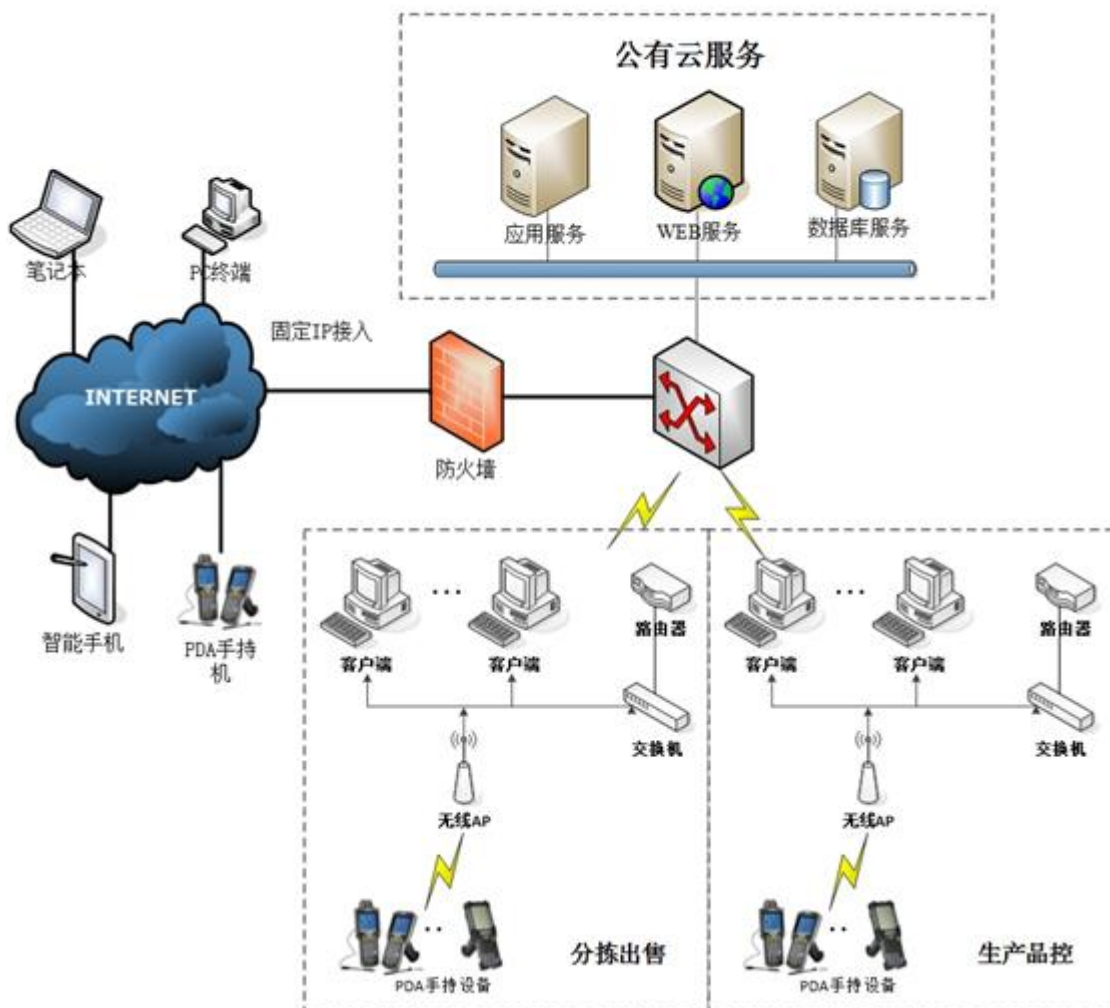 公有云服务
应用服务
WEB服务
数据库服务
笔记本
PC终端
固定IP接入
INTERNET
防火墙
智能手机
PDA手持
机
客户端
...
客户端
路由器
交换机
无线AP
..
PDA手持设备
分拣出售
客户端
...
客户端
路由器
交换机
无线AP
..
PDA手持设备
生产品控